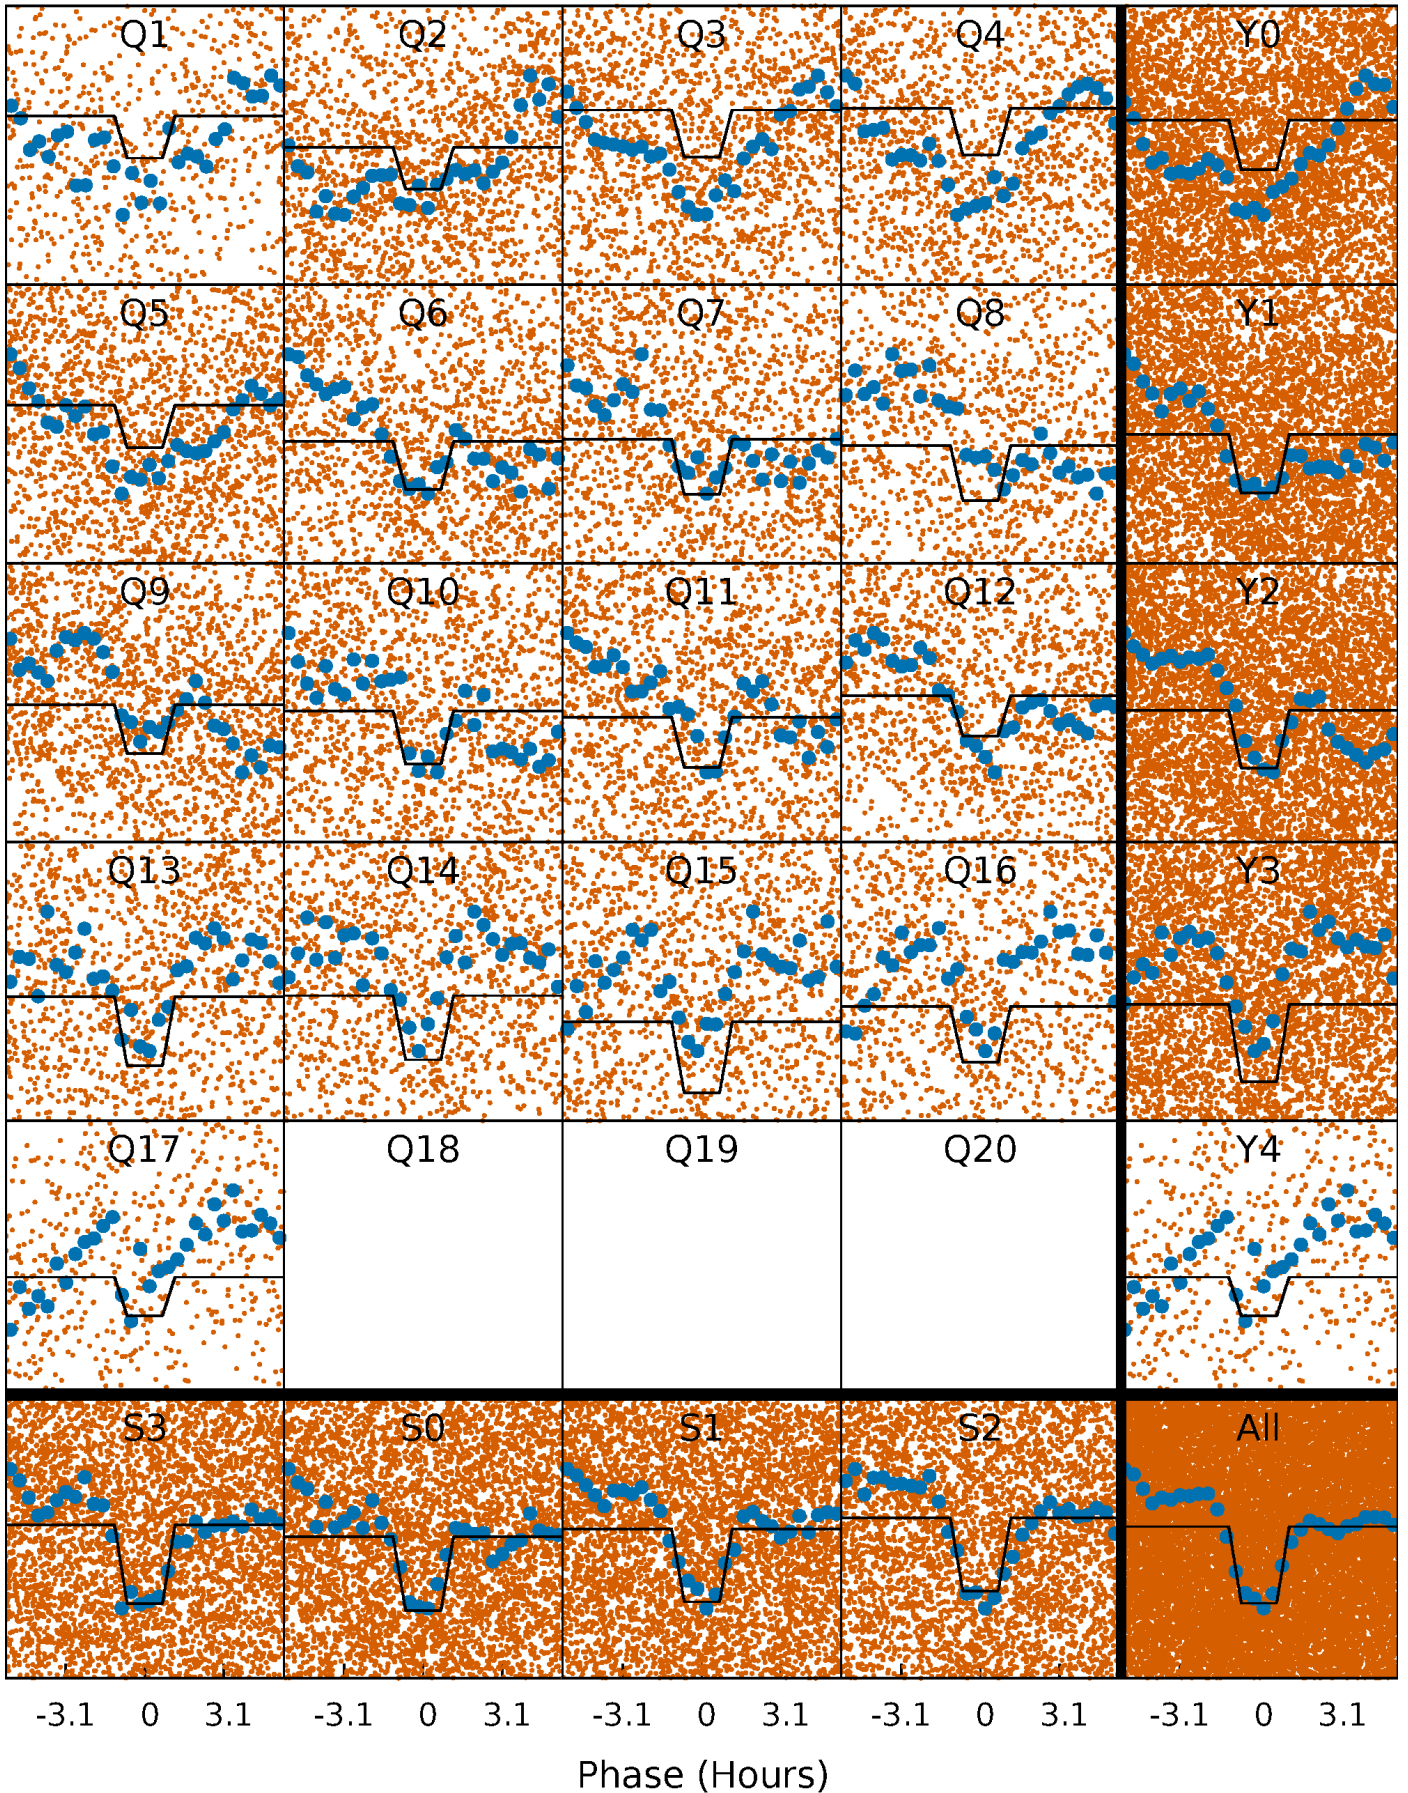 Q1 Q2 Q3 Q4 Y0
Q5 Q6 Q7 Q8 Y1
Q9 Q10 Q11 Q12 Y2
Q13 Q14 Q15 Q16 Y3
Q17 Q18 Q19 Q20 Y4
S3 S0 S1 S2 All
-3.1 0 3.1 -3.1 0 3.1 -3.1 0 3.1 -3.1 0 3.1 -3.1 0 3.1
Phase (Hours)